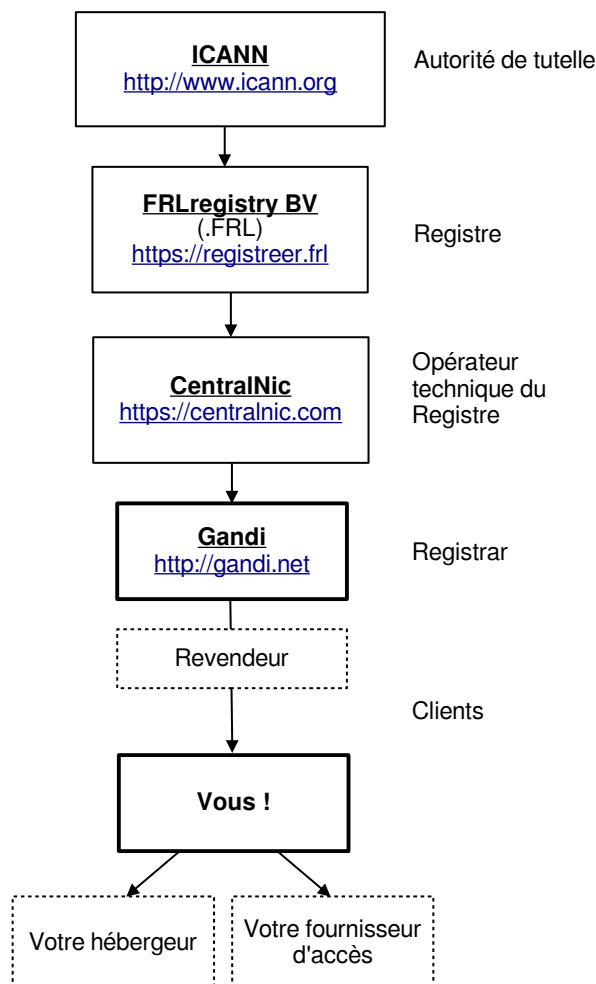 ICANN
http://www.icann.org
Autorité de tutelle
FRLregistry BV
(.FRL)
https://registreer.frl
Registre
CentralNic
https://centralnic.com
Opérateur
technique du
Registre
Gandi
http://gandi.net
Registrar
Revendeur
Clients
Vous !
Votre hébergeur
Votre fournisseur
d'accès